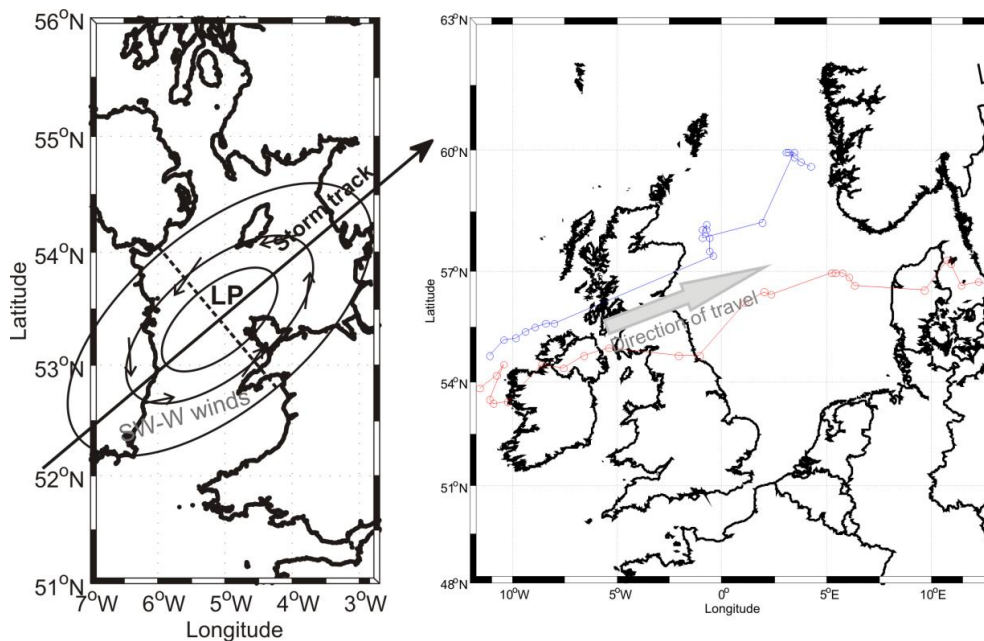 56°N
55°N
54°N
53°N
52°N
51°N
7°W
6°W
5°W
4°W
3°W
Latitude
Longitude
Storm track
LP
SW-W winds
63°N
60°N
57°N
54°N
51°N
48°N
10°W
5°W
0°
5°E
10°E
Latitude
Longitude
Direction of travel